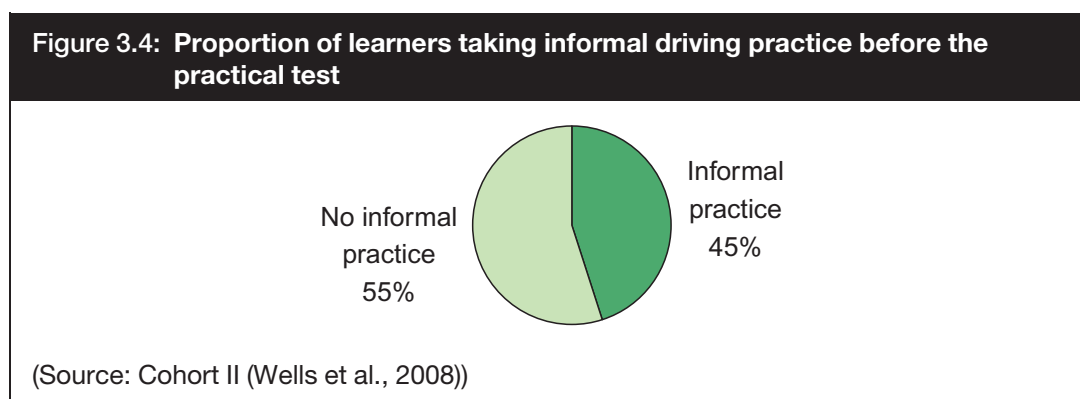 Figure 3.4: Proportion of learners taking informal driving practice before the
practical test
No informal
practice
55%
Informal
practice
45%
(Source: Cohort II (Wells et al., 2008))